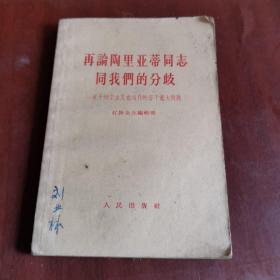 再論陶里亚蒂同志
同我們的分歧
——关于列宁主义在当代的若干重大問題
紅旗杂志編輯部
人民出版社